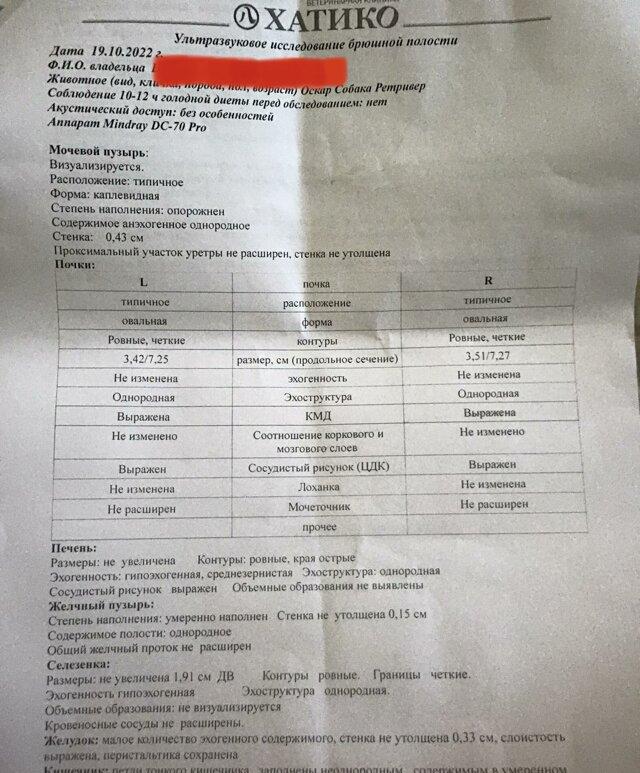 ВЕТЕРИНАРНАЯ
ХАТИКО
Ультразвуковое исследование брюшной полости
Дата 19.10.2022 г.
Ф.И.О. владельца
Животное (вид, кличка, порода, пол, возраст) Оскар Собака Ретривер
Соблюдение 10-12 ч голодной диеты перед обследованием: нет
Акустический доступ: без особенностей
Аппарат Mindray DC-70 Pro
Мочевой пузырь:
Визуализируется.
Расположение: типичное
Форма: каплевидная
Степень наполнения: опорожнен
Содержимое анэхогенное однородное
Стенка: 0,43 см
Проксимальный участок уретры не расширен, стенка не утолщена
Почки:
L почка R
типичное расположение типичное
овальная форма овальная
Ровные, четкие контуры Ровные, четкие
3,42/7,25 размер, см (продольное сечение) 3,51/7,27
Не изменена эхогенность Не изменена
Однородная Эхоструктура Однородная
Выражена КМД Выражена
Не изменено Соотношение коркового и Не изменено
мозгового слоев
Выражен Сосудистый рисунок (ЦДК) Выражен
Не изменена Лоханка Не изменена
Не расширен Мочеточник Не расширен
прочее
Печень:
Размеры: не увеличена Контуры: ровные, края острые
Эхогенность: гипоэхогенная, среднезернистая Эхоструктура: однородная
Сосудистый рисунок выражен Объемные образования не выявлены
Желчный пузырь:
Степень наполнения: умеренно наполнен Стенка не утолщена 0,15 см
Содержимое полости: однородное
Общий желчный проток не расширен
Селезенка:
Размеры: не увеличена 1,91 см ДВ Контуры ровные. Границы четкие.
Эхогенность гипоэхогенная Эхоструктура однородная.
Объемные образования: не визуализируется
Кровеносные сосуды не расширены.
Желудок: малое количество эхогенного содержимого, стенка не утолщена 0,33 см, слоистость
выражена, перистальтика сохранена
Кишечник: петли тонкого кишечника заполнены неоднородным содержимым в умеренном